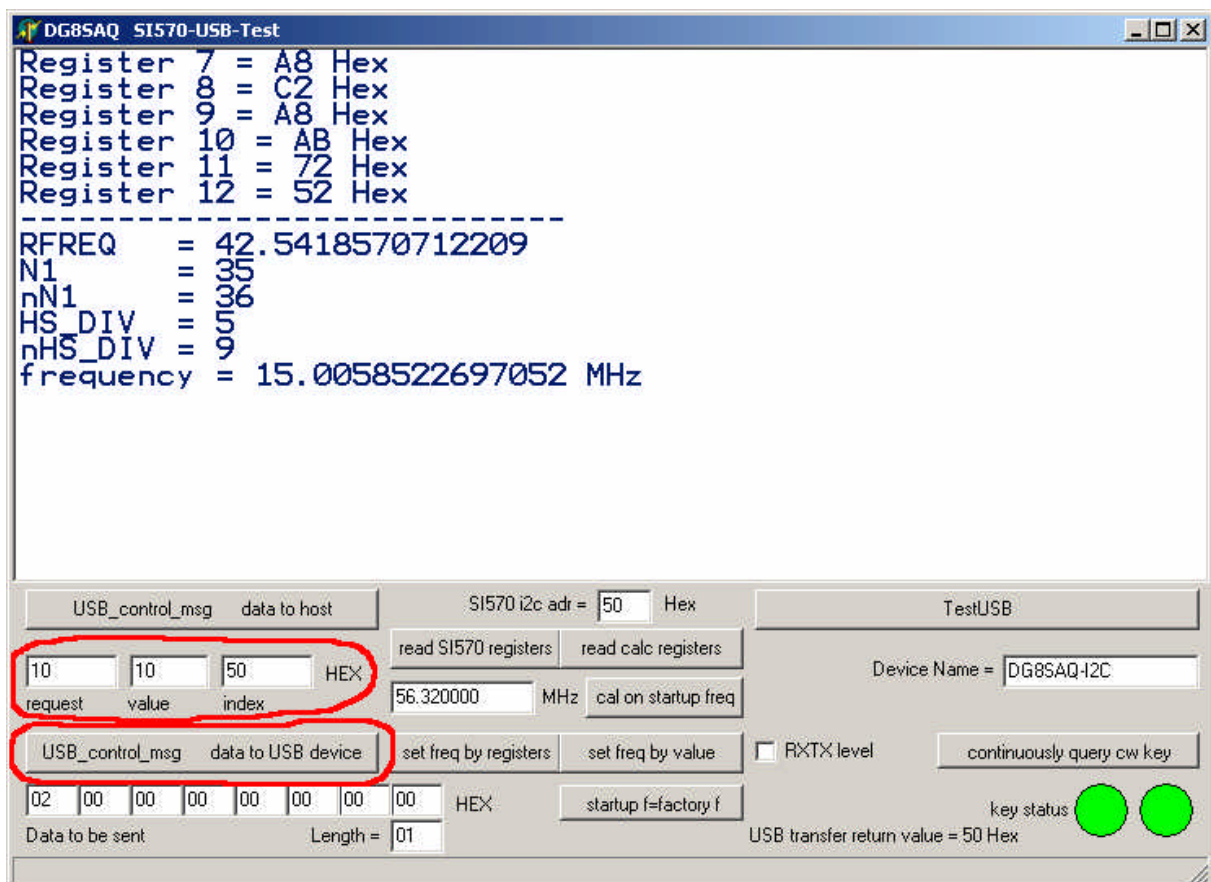 DG8SAQ SI570-USB-Test
Register 7 = A8 Hex
Register 8 = C2 Hex
Register 9 = A8 Hex
Register 10 = AB Hex
Register 11 = 72 Hex
Register 12 = 52 Hex
----------------------------
RFREQ = 42.5418570712209
N1 = 35
nN1 = 36
HS_DIV = 5
nHS_DIV = 9
frequency = 15.0058522697052 MHz
USB_control_msg data to host
SI570 i2c adr = 50 Hex
TestUSB
read SI570 registers read calc registers
10 10 50 HEX
request value index
Device Name = DG8SAQ-I2C
56.320000 MHz cal on startup freq
USB_control_msg data to USB device
set freq by registers set freq by value
RXTX level
continuously query cw key
02 00 00 00 00 00 00 00 HEX
startup f=factory f
key status
Data to be sent Length = 01
USB transfer return value = 50 Hex